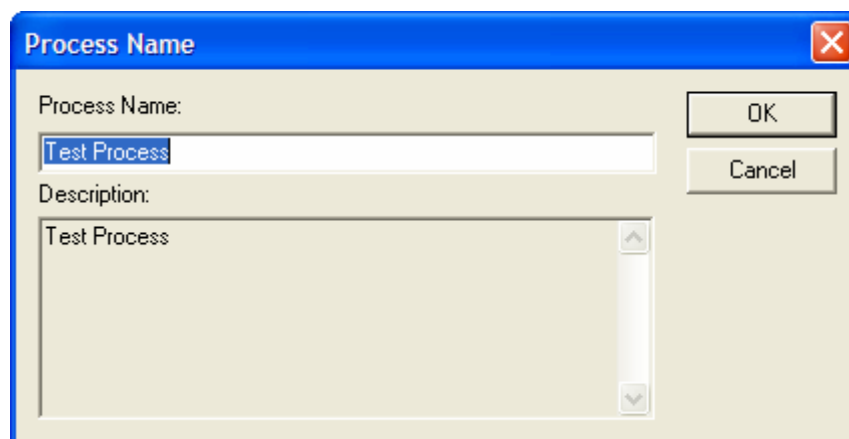 Process Name
Process Name:
OK
Test Process
Cancel
Description:
Test Process